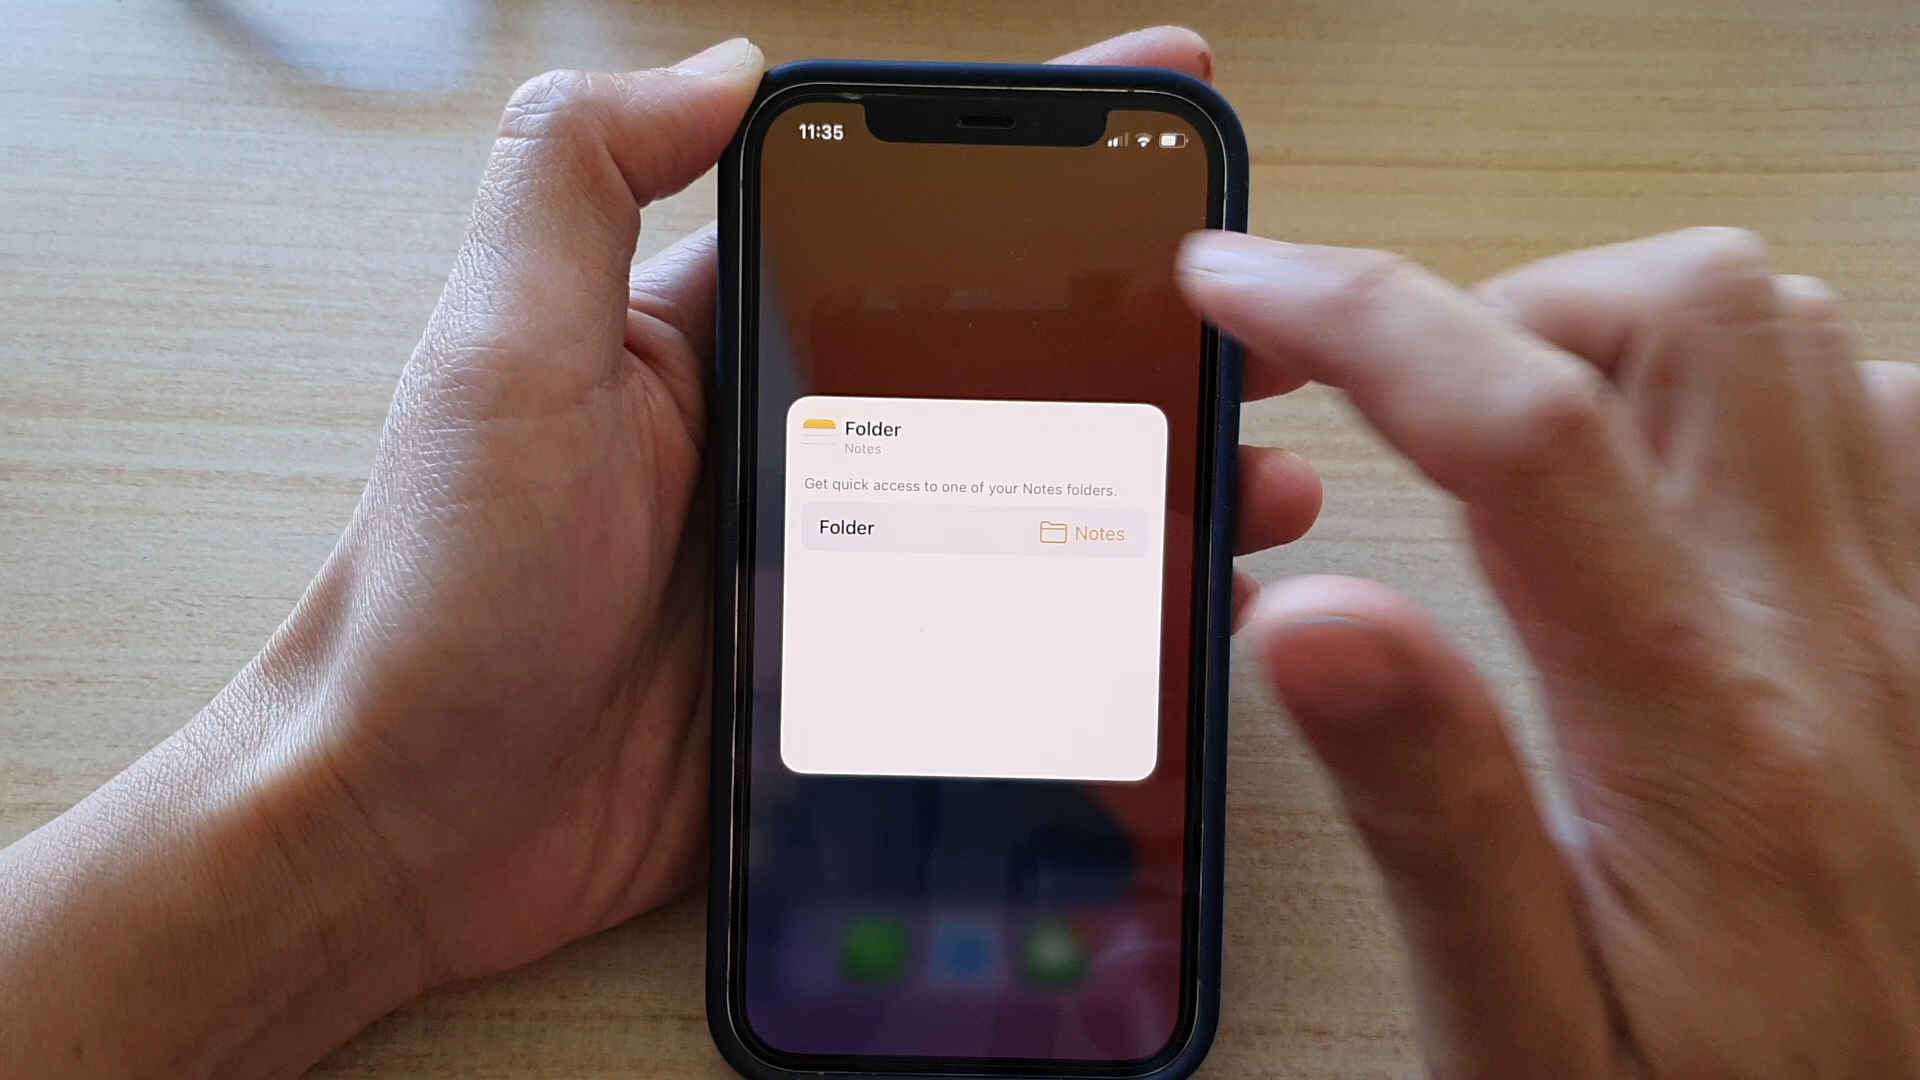 11:35
Folder
Notes
Get quick access to one of your Notes folders.
Folder Notes